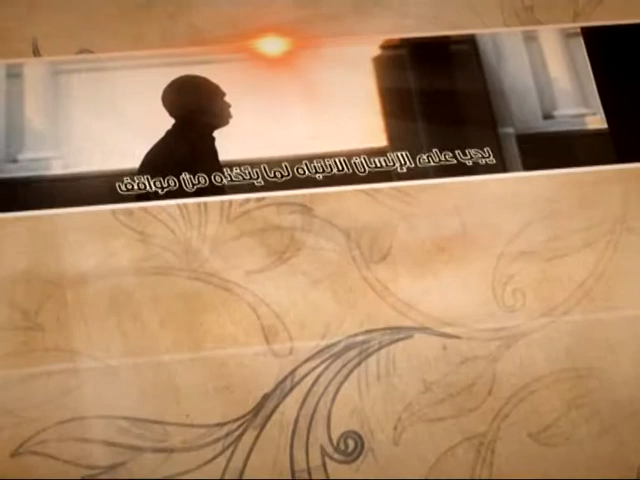 يجب على الإنسان الانتباه لما يتخذه من مواقف